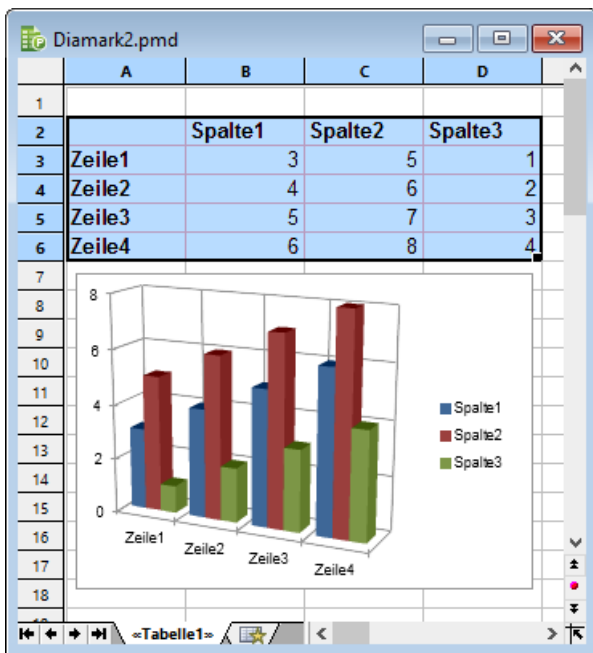 Diamark2.pmd
A B C D
1
2 Spalte1 Spalte2 Spalte3
3 Zeile1 3 5 1
4 Zeile2 4 6 2
5 Zeile3 5 7 3
6 Zeile4 6 8 4
7
8
9
10
11
12
13
14
15
16
17
18
8
6
4
2
0
Zeile1 Zeile2 Zeile3 Zeile4
Spalte1
Spalte2
Spalte3
«Tabelle1»